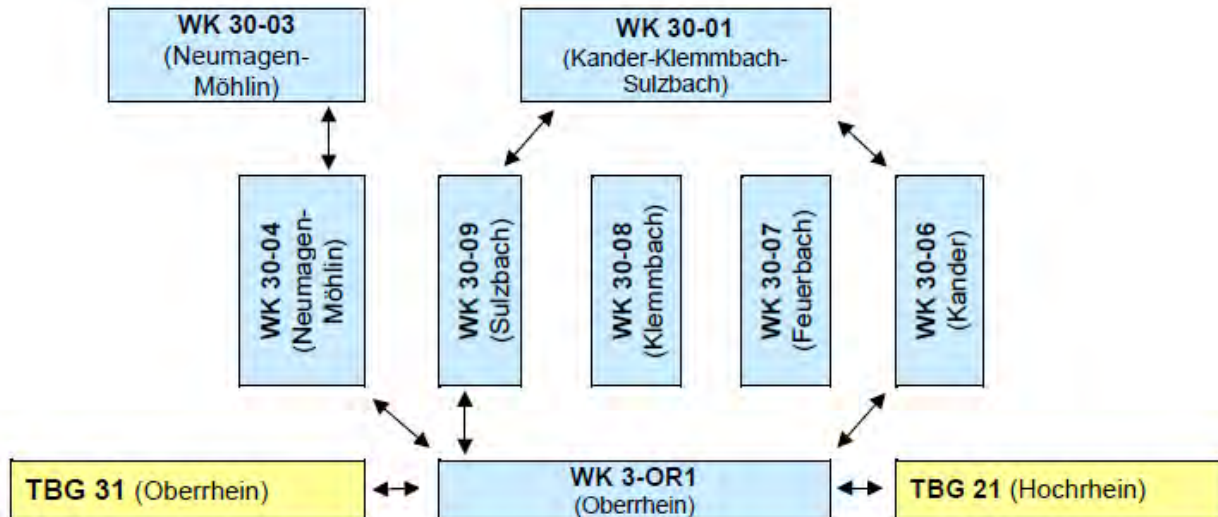 WK 30-03
(Neumagen-
Möhlin)
WK 30-01
(Kander-Klemmbach-
Sulzbach)
WK 30-04
(Neumagen-
Möhlin)
WK 30-09
(Sulzbach)
WK 30-08
(Klemmbach)
WK 30-07
(Feuerbach)
WK 30-06
(Kander)
TBG 31 (Oberrhein)
WK 3-OR1
(Oberrhein)
TBG 21 (Hochrhein)